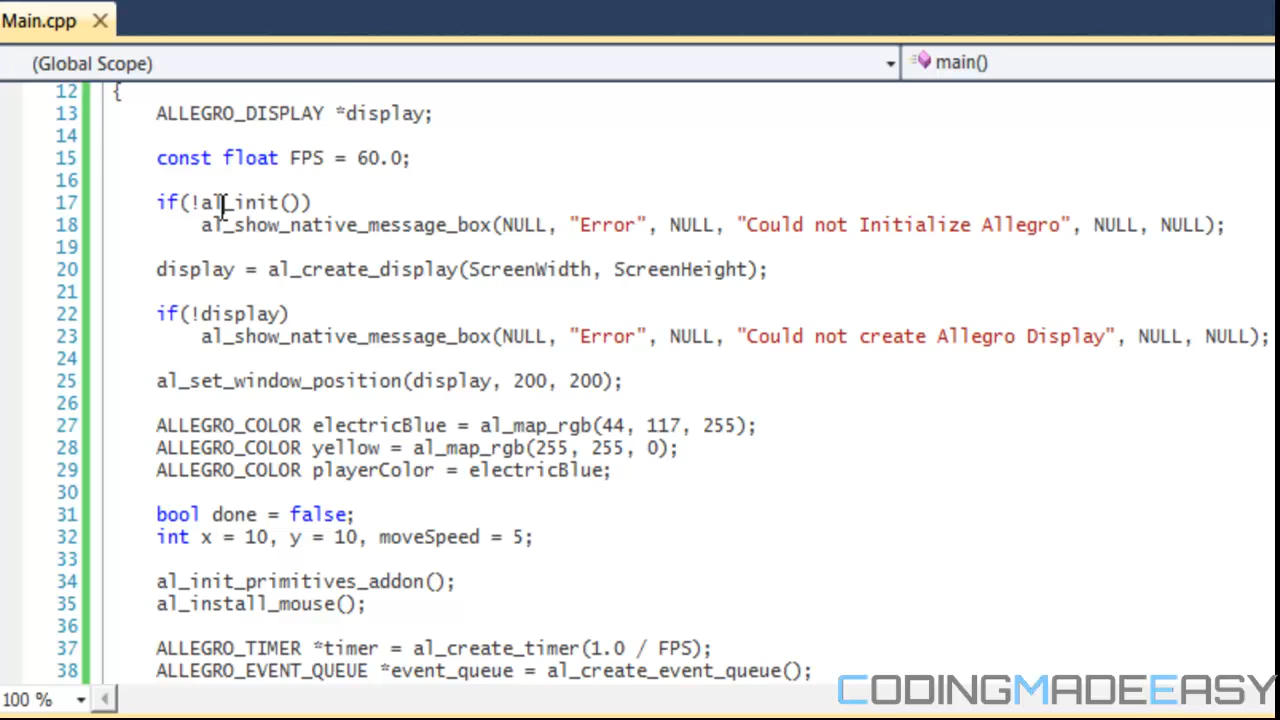 Main.cpp
(Global Scope) main()
12 {
13 ALLEGRO_DISPLAY *display;
14
15 const float FPS = 60.0;
16
17 if(!al_init())
18 al_show_native_message_box(NULL, "Error", NULL, "Could not Initialize Allegro", NULL, NULL);
19
20 display = al_create_display(ScreenWidth, ScreenHeight);
21
22 if(!display)
23 al_show_native_message_box(NULL, "Error", NULL, "Could not create Allegro Display", NULL, NULL);
24
25 al_set_window_position(display, 200, 200);
26
27 ALLEGRO_COLOR electricBlue = al_map_rgb(44, 117, 255);
28 ALLEGRO_COLOR yellow = al_map_rgb(255, 255, 0);
29 ALLEGRO_COLOR playerColor = electricBlue;
30
31 bool done = false;
32 int x = 10, y = 10, moveSpeed = 5;
33
34 al_init_primitives_addon();
35 al_install_mouse();
36
37 ALLEGRO_TIMER *timer = al_create_timer(1.0 / FPS);
38 ALLEGRO_EVENT_QUEUE *event_queue = al_create_event_queue();
100 %
CODINGMADEEASY